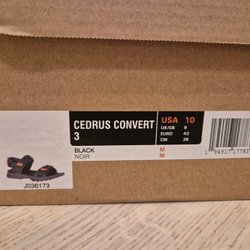 CEDRUS CONVERT
3
BLACK
NOIR
M
M
USA 10
UK/GB 9
EURO 43
CM 28
J036173